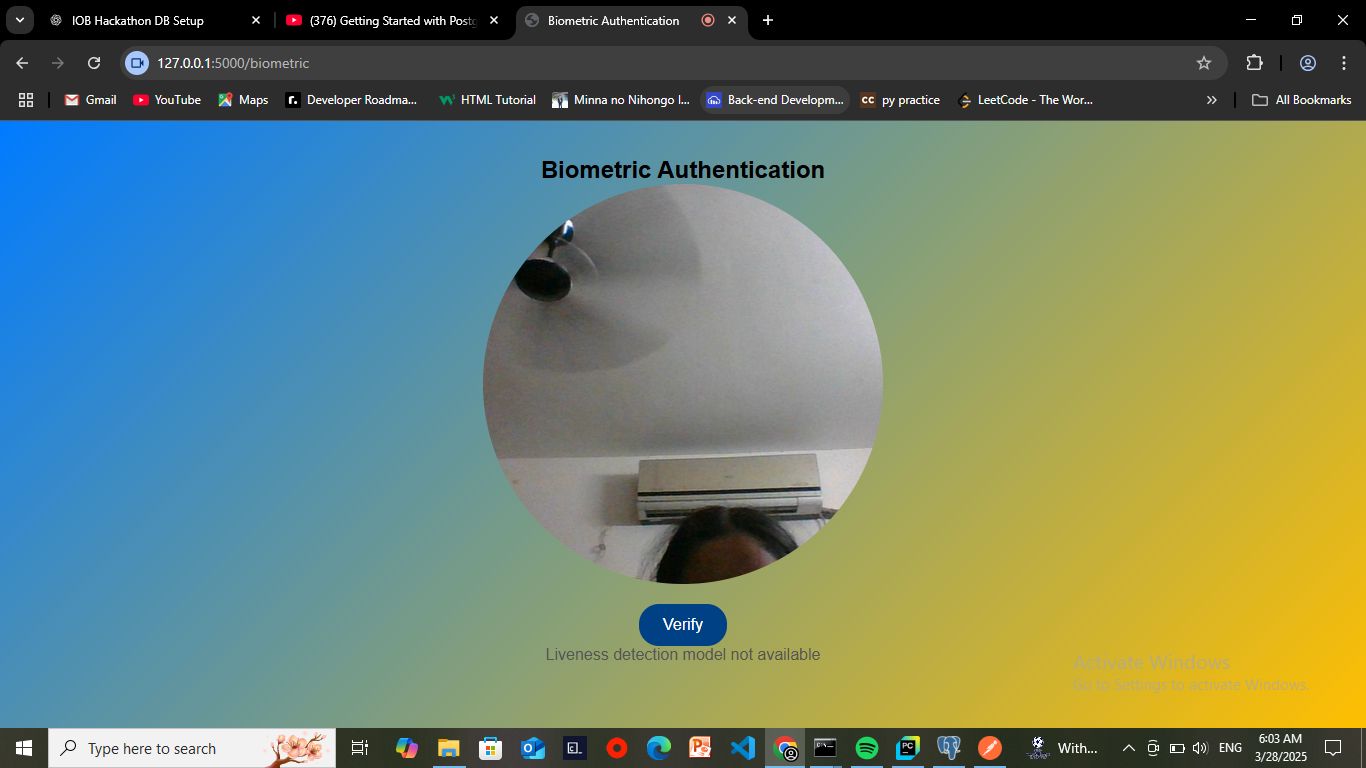 IOB Hackathon DB Setup
(376) Getting Started with Postg
Biometric Authentication
127.0.0.1:5000/biometric
Gmail
YouTube
Maps
Developer Roadma...
HTML Tutorial
Minna no Nihongo I...
Back-end Developm...
CC py practice
LeetCode - The Wor...
»
All Bookmarks
Biometric Authentication
Verify
Liveness detection model not available
Activate Windows
Go to Settings to activate Windows.
Type here to search
With...
ENG
6:03 AM
3/28/2025